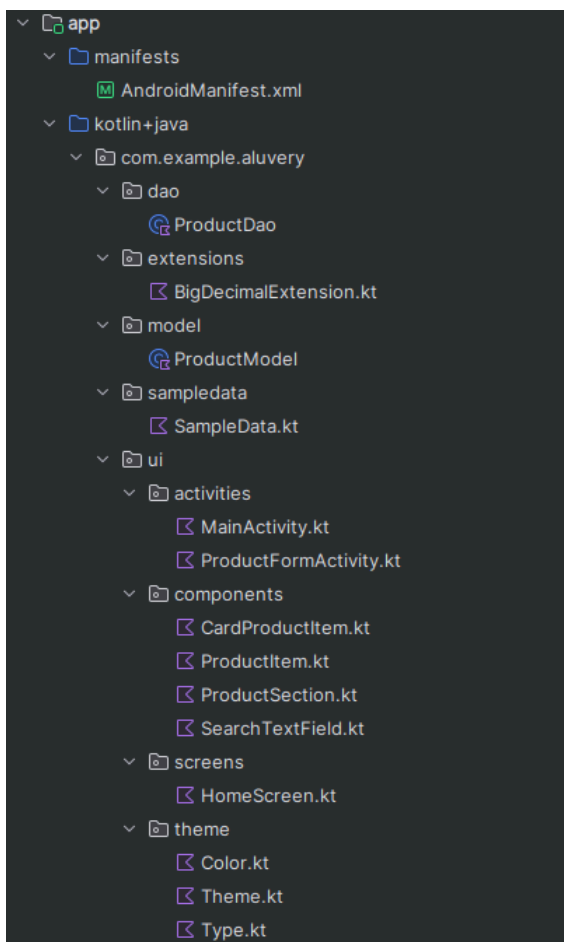 app
manifests
M AndroidManifest.xml
kotlin+java
com.example.aluvery
dao
ProductDao
extensions
BigDecimalExtension.kt
model
ProductModel
sampledata
SampleData.kt
ui
activities
MainActivity.kt
ProductFormActivity.kt
components
CardProductItem.kt
ProductItem.kt
ProductSection.kt
SearchTextField.kt
screens
HomeScreen.kt
theme
Color.kt
Theme.kt
Type.kt